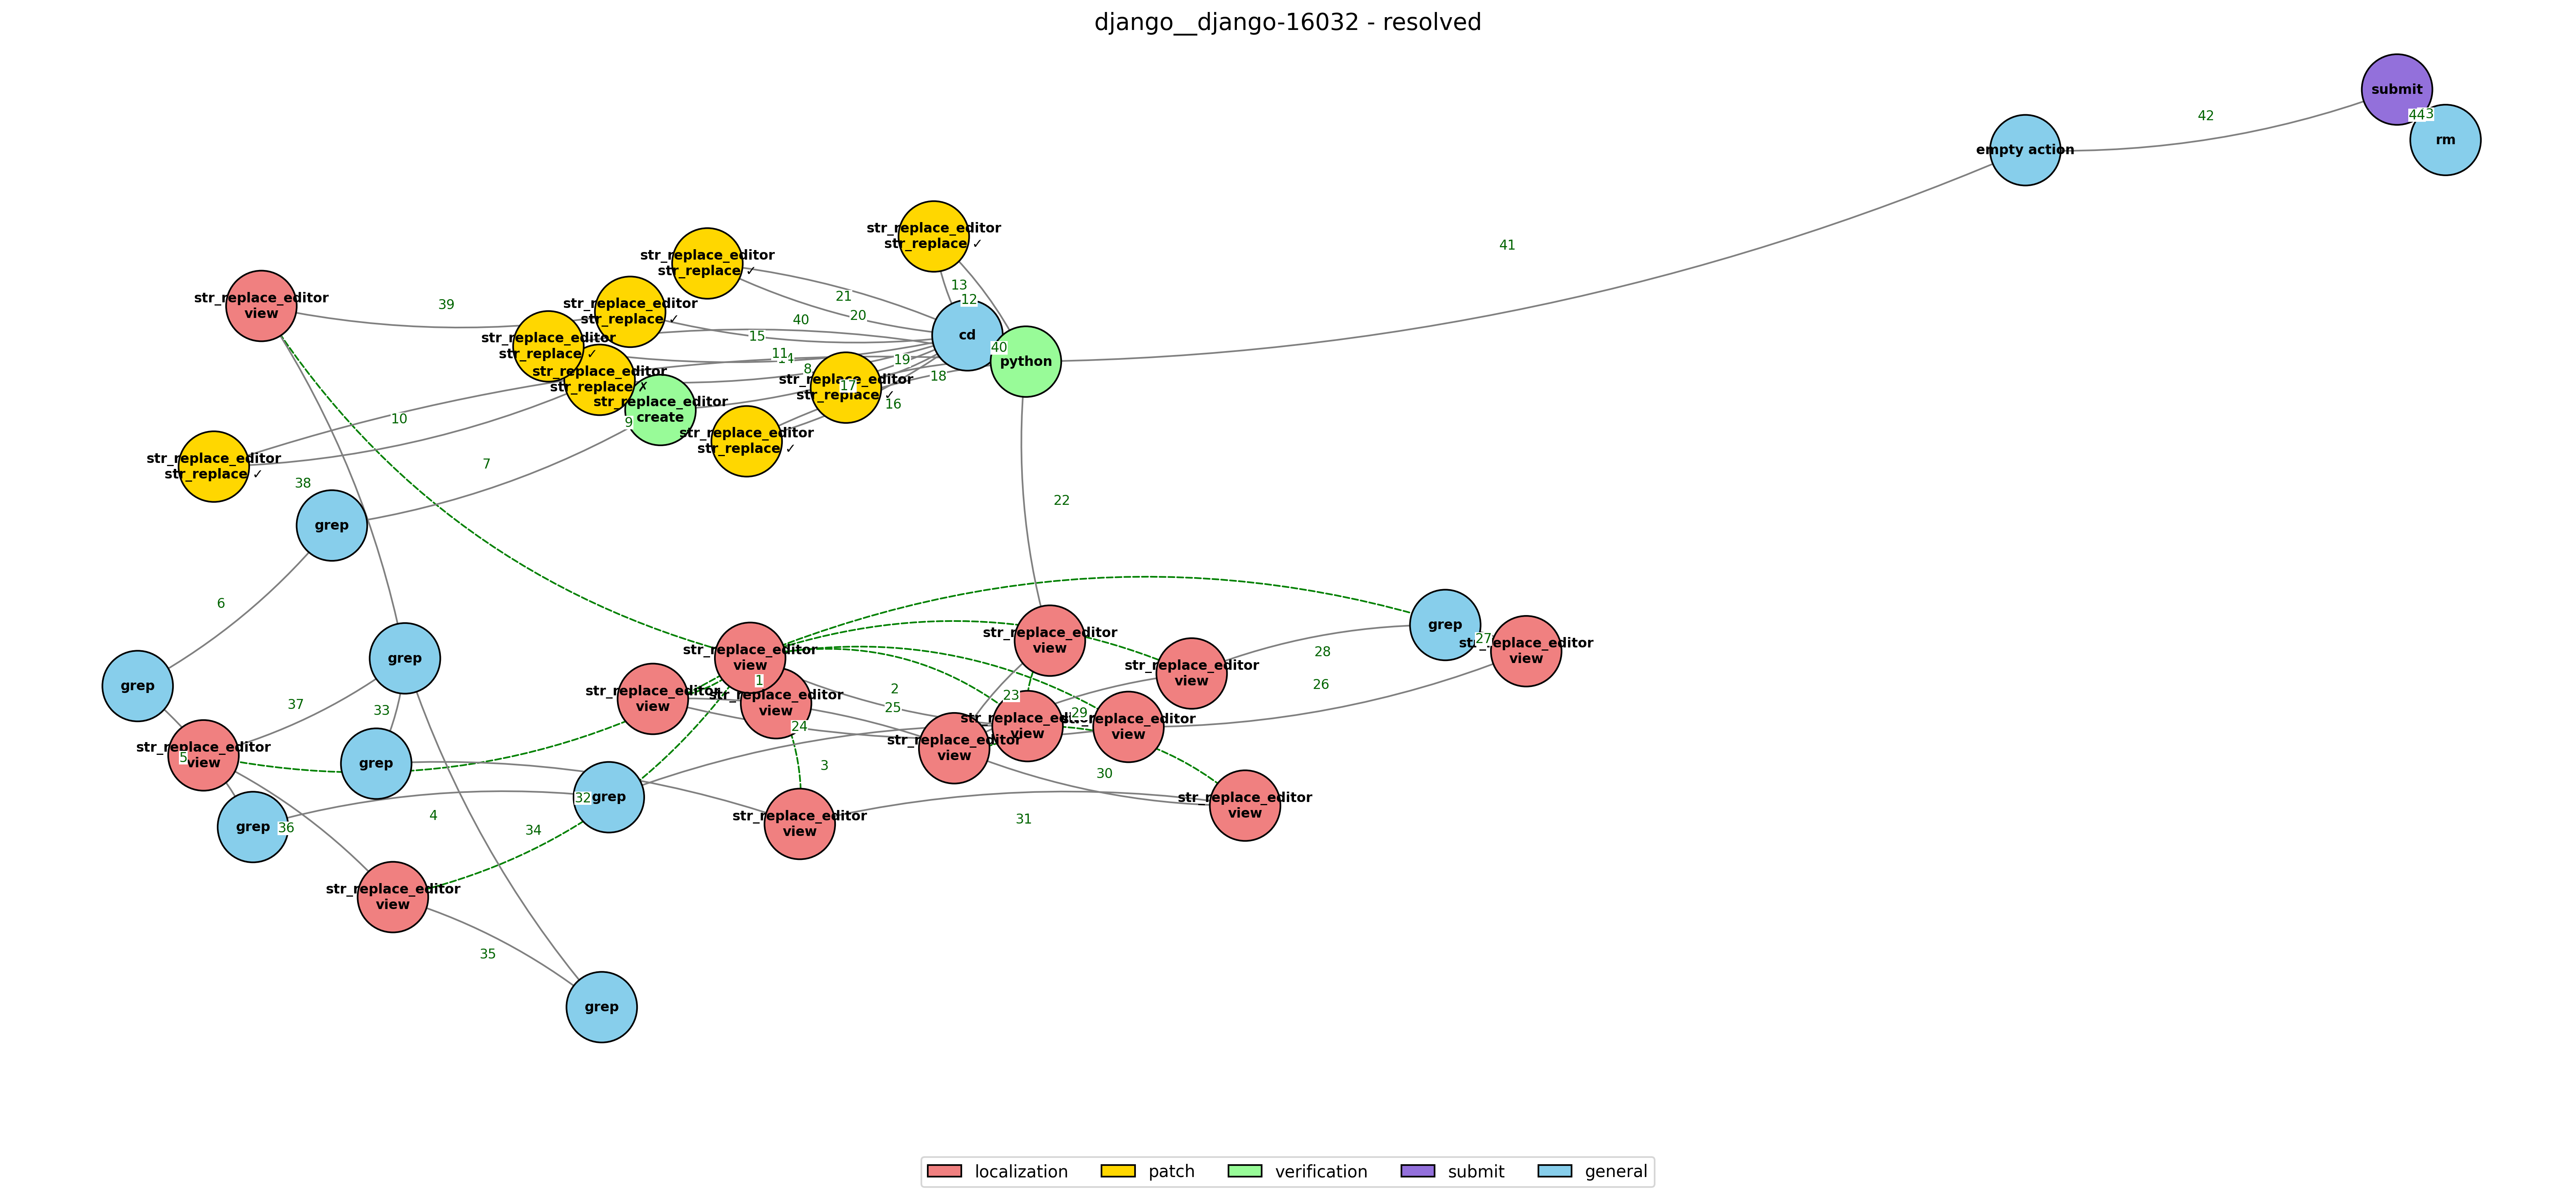 django__django-16032 - resolved
submit
rm
443
42
empty action
41
str_replace_editor
str_replace ✓
str_replace_editor
str_replace ✓
13
12
21
20
str_replace_editor
view
39
str_replace_editor
str_replace ✓
40
15
cd
40
python
str_replace_editor
str_replace ✓
11
14
8
19
18
17
16
str_replace_editor
str_replace ✗
str_replace_editor
str_replace ✓
str_replace_editor
create
9
10
str_replace_editor
str_replace ✓
str_replace_editor
str_replace ✓
7
38
grep
22
6
grep
grep
grep
27
str_replace_editor
view
28
26
str_replace_editor
view
str_replace_editor
view
str_replace_editor
view
1
str_replace_editor
view
str_replace_editor
view
2
25
24
23
29
str_replace_editor
view
str_replace_editor
view
str_replace_editor
view
37
33
str_replace_editor
view
5
grep
3
30
32
grep
grep
36
4
34
str_replace_editor
view
31
str_replace_editor
view
str_replace_editor
view
35
grep
localization
patch
verification
submit
general